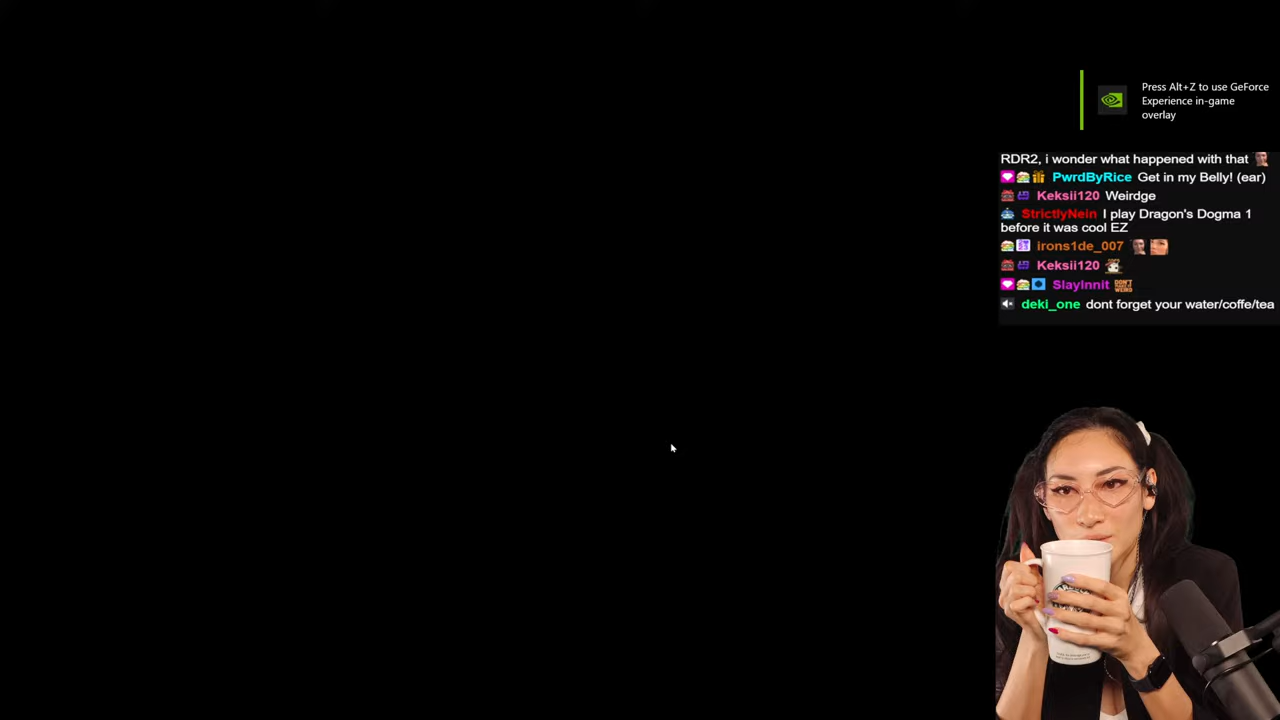 Press Alt+Z to use GeForce
Experience in-game
overlay
RDR2, i wonder what happened with that
PwrdByRice Get in my Belly! (ear)
Keksii120 Weirdge
StrictlyNein I play Dragon's Dogma 1
before it was cool EZ
irons1de_007
Keksii120
SlayInnit
deki_one dont forget your water/coffe/tea